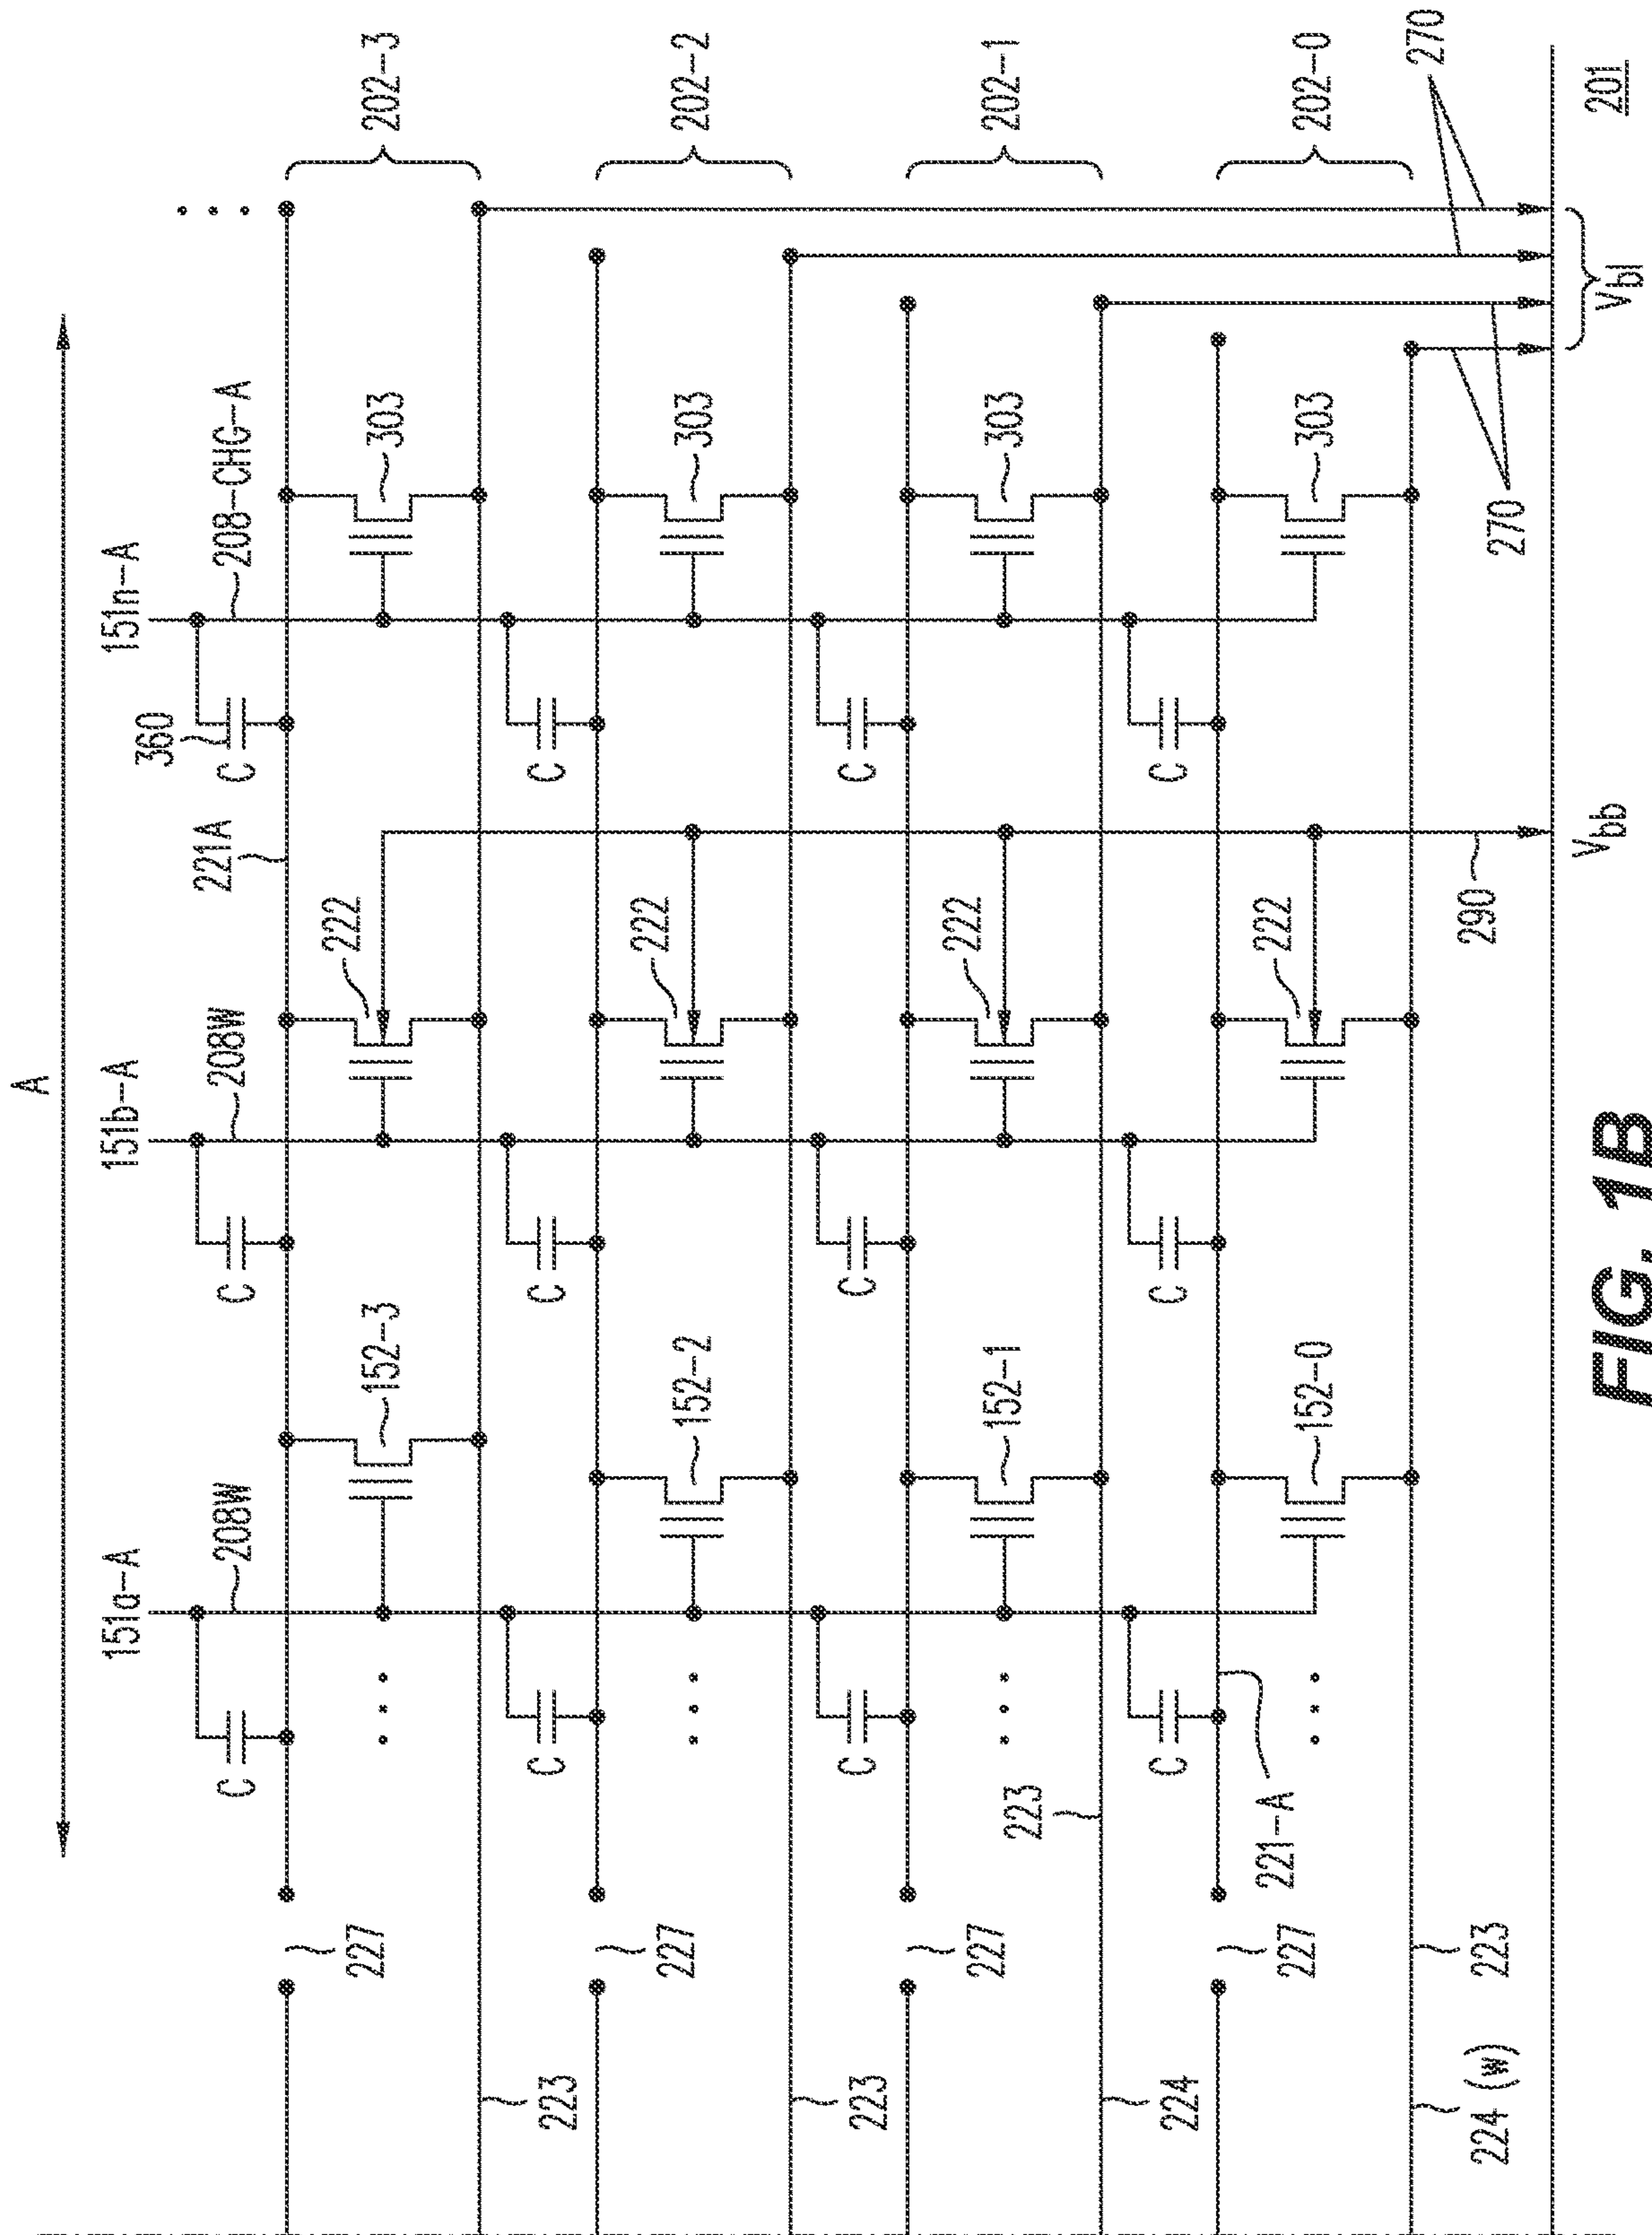 A
151a-A
151b-A
151n-A
208W
208W
221A
360
208-CHG-A
C
C
C
152-3
222
303
202-3
227
223
C
C
C
152-2
222
303
202-2
227
223
C
C
C
152-1
222
303
202-1
227
223
224
C
C
C
152-0
222
303
202-0
227
221-A
223
224 (w)
290
270
270
Vbb
Vbl
201
FIG. 1B